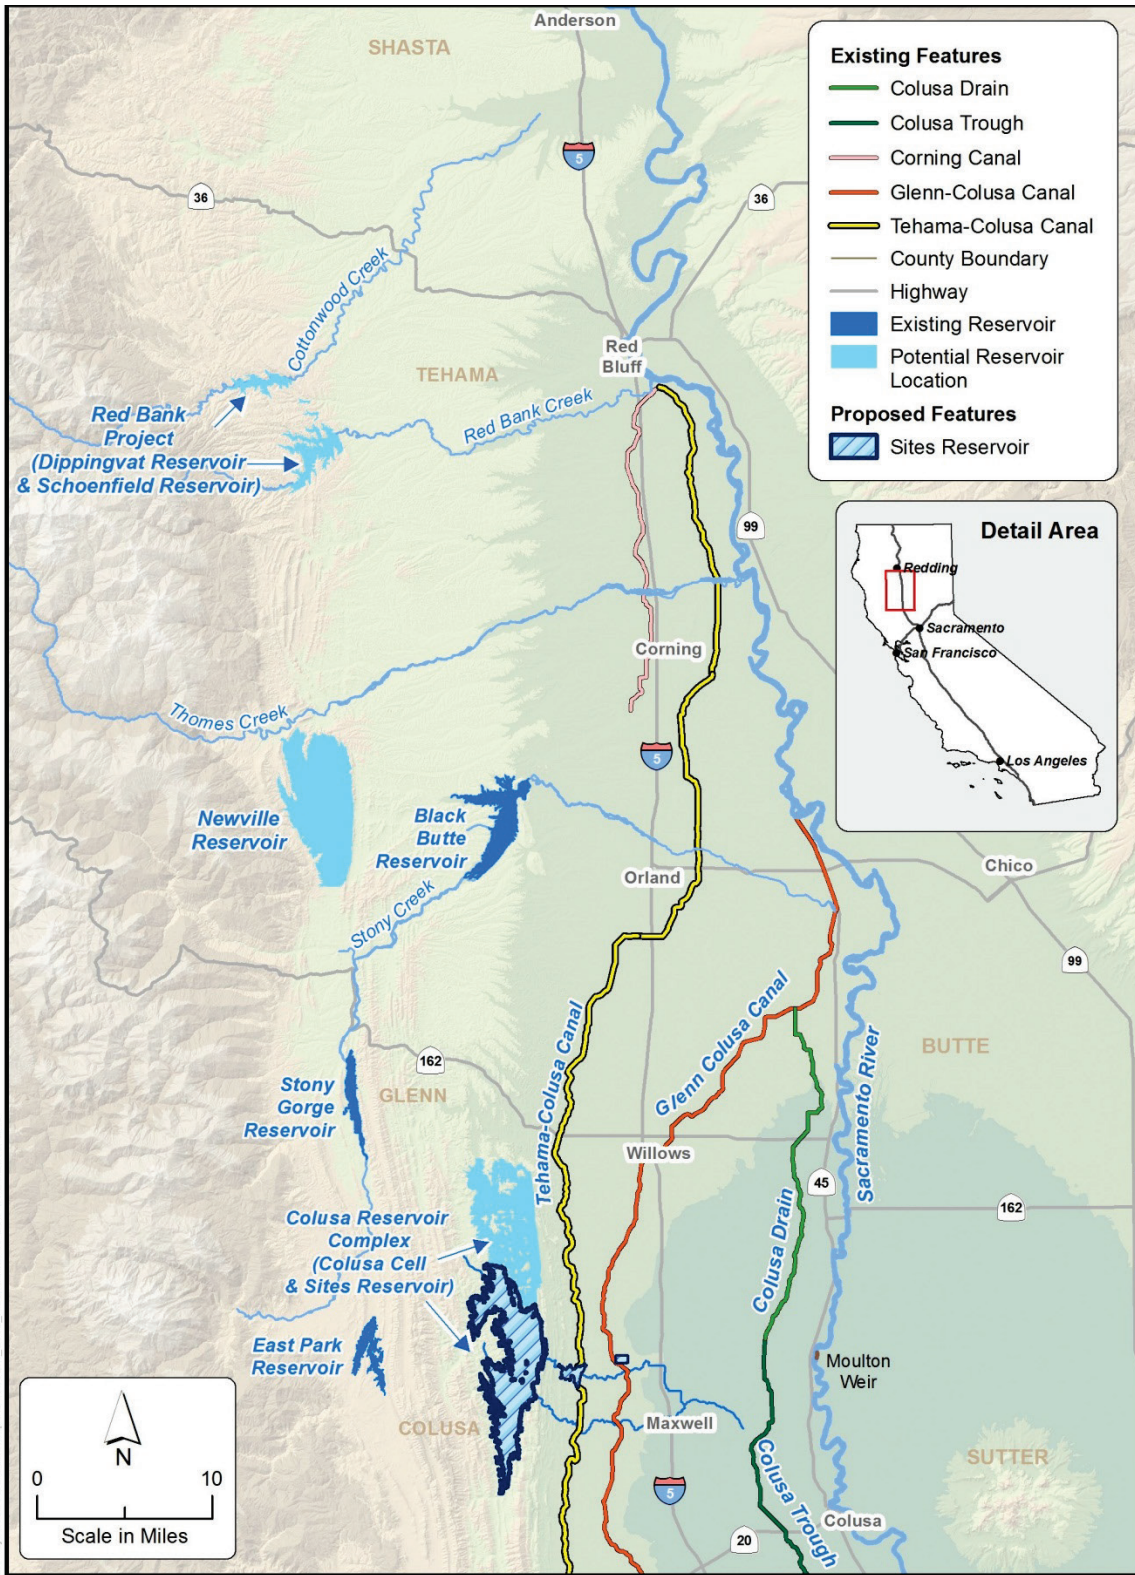 Anderson
SHASTA
5
36
36
Cottonwood Creek
Red
Bluff
TEHAMA
Red Bank Creek
Red Bank
Project
(Dippingvat Reservoir
& Schoenfield Reservoir)
99
Corning
Thomes Creek
5
Newville
Reservoir
Black
Butte
Reservoir
Orland
Chico
Stony Creek
99
Glenn Colusa Canal
Tehama-Colusa Canal
BUTTE
162
Stony
Gorge
Reservoir
GLENN
Sacramento River
Willows
45
162
Colusa Drain
Colusa Reservoir
Complex
(Colusa Cell
& Sites Reservoir)
East Park
Reservoir
Moulton
Weir
COLUSA
Maxwell
SUTTER
Colusa Trough
5
Colusa
20
Existing Features
Colusa Drain
Colusa Trough
Corning Canal
Glenn-Colusa Canal
Tehama-Colusa Canal
County Boundary
Highway
Existing Reservoir
Potential Reservoir
Location
Proposed Features
Sites Reservoir
Detail Area
Redding
Sacramento
San Francisco
Los Angeles
N
0 10
Scale in Miles